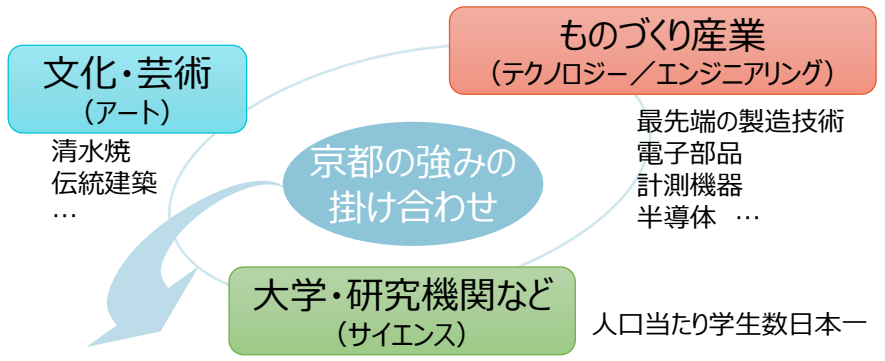 ものづくり産業
（テクノロジー／エンジニアリング）
文化・芸術
（アート）
最先端の製造技術
電子部品
計測機器
半導体 …
清水焼
伝統建築
…
京都の強みの
掛け合わせ
大学・研究機関など
（サイエンス）
人口当たり学生数日本一